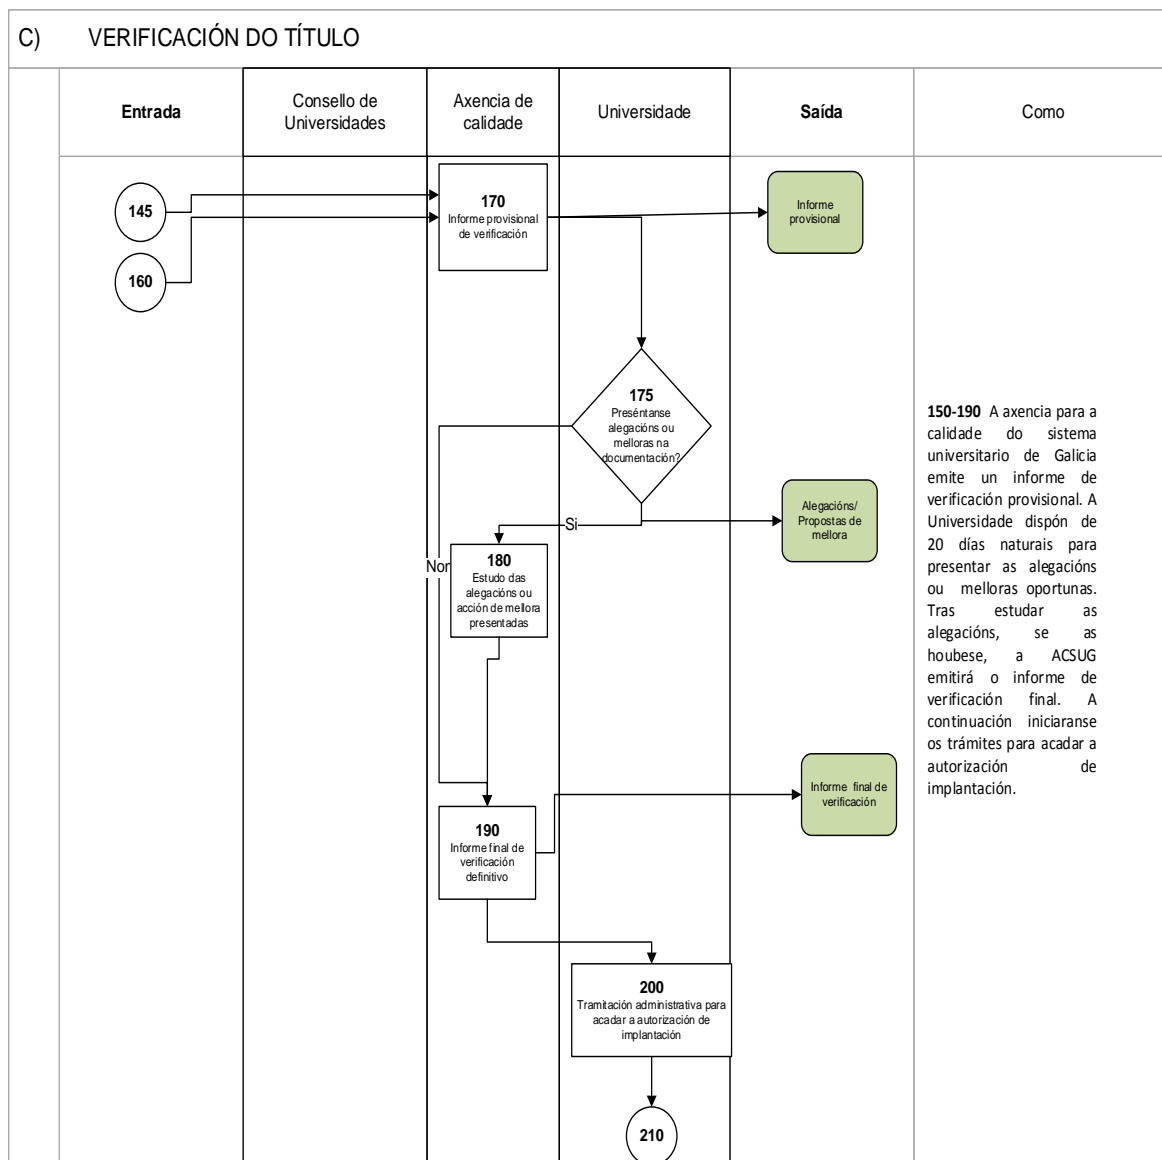 C) VERIFICACIÓN DO TÍTULO
Entrada
Consello de
Universidades
Axencia de
calidade
Universidade
Saída
Como
145
160
170
Informe provisional
de verificación
Informe
provisional
175
Preséntanse
alegacións ou
melloras na
documentación?
Si
Alegacións/
Propostas de
mellora
Nor
180
Estudo das
alegacións ou
acción de mellora
presentadas
190
Informe final de
verificación
definitivo
Informe final de
verificación
200
Tramitación administrativa para
acadar a autorización de
implantación
210
150-190 A axencia para a
calidade do sistema
universitario de Galicia
emite un informe de
verificación provisional. A
Universidade dispón de
20 días naturais para
presentar as alegacións
ou melloras oportunas.
Tras estudar as
alegacións, se as
houbese, a ACSUG
emitirá o informe de
verificación final. A
continuación iniciaranse
os trámites para acadar a
autorización de
implantación.